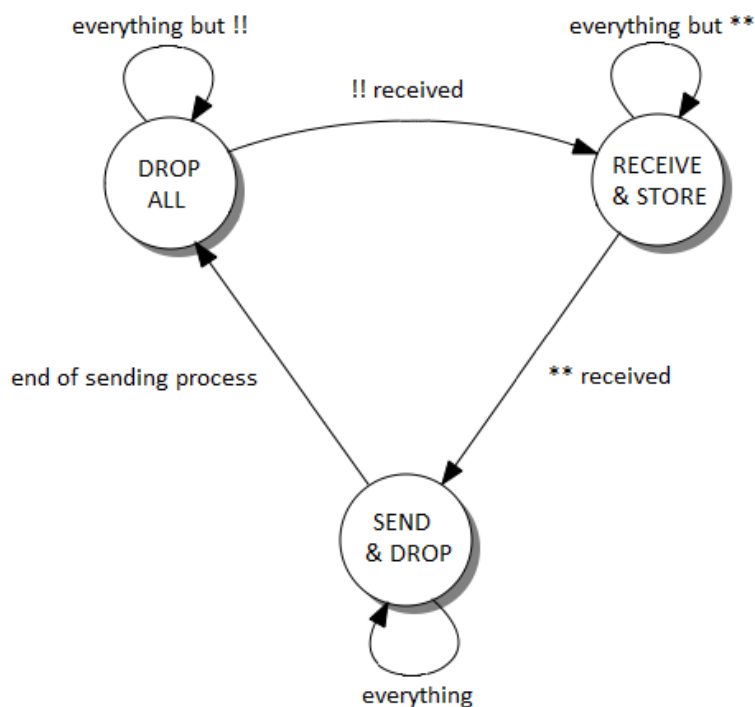 everything but !!
everything but **
!! received
DROP
ALL
RECEIVE
& STORE
end of sending process
** received
SEND
& DROP
everything